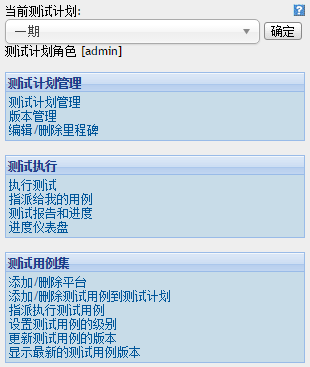 当前测试计划:
?
一期
确定
测试计划角色 [admin]
测试计划管理
测试计划管理
版本管理
编辑/删除里程碑
测试执行
执行测试
指派给我的用例
测试报告和进度
进度仪表盘
测试用例集
添加/删除平台
添加/删除测试用例到测试计划
指派执行测试用例
设置测试用例的级别
更新测试用例的版本
显示最新的测试用例版本